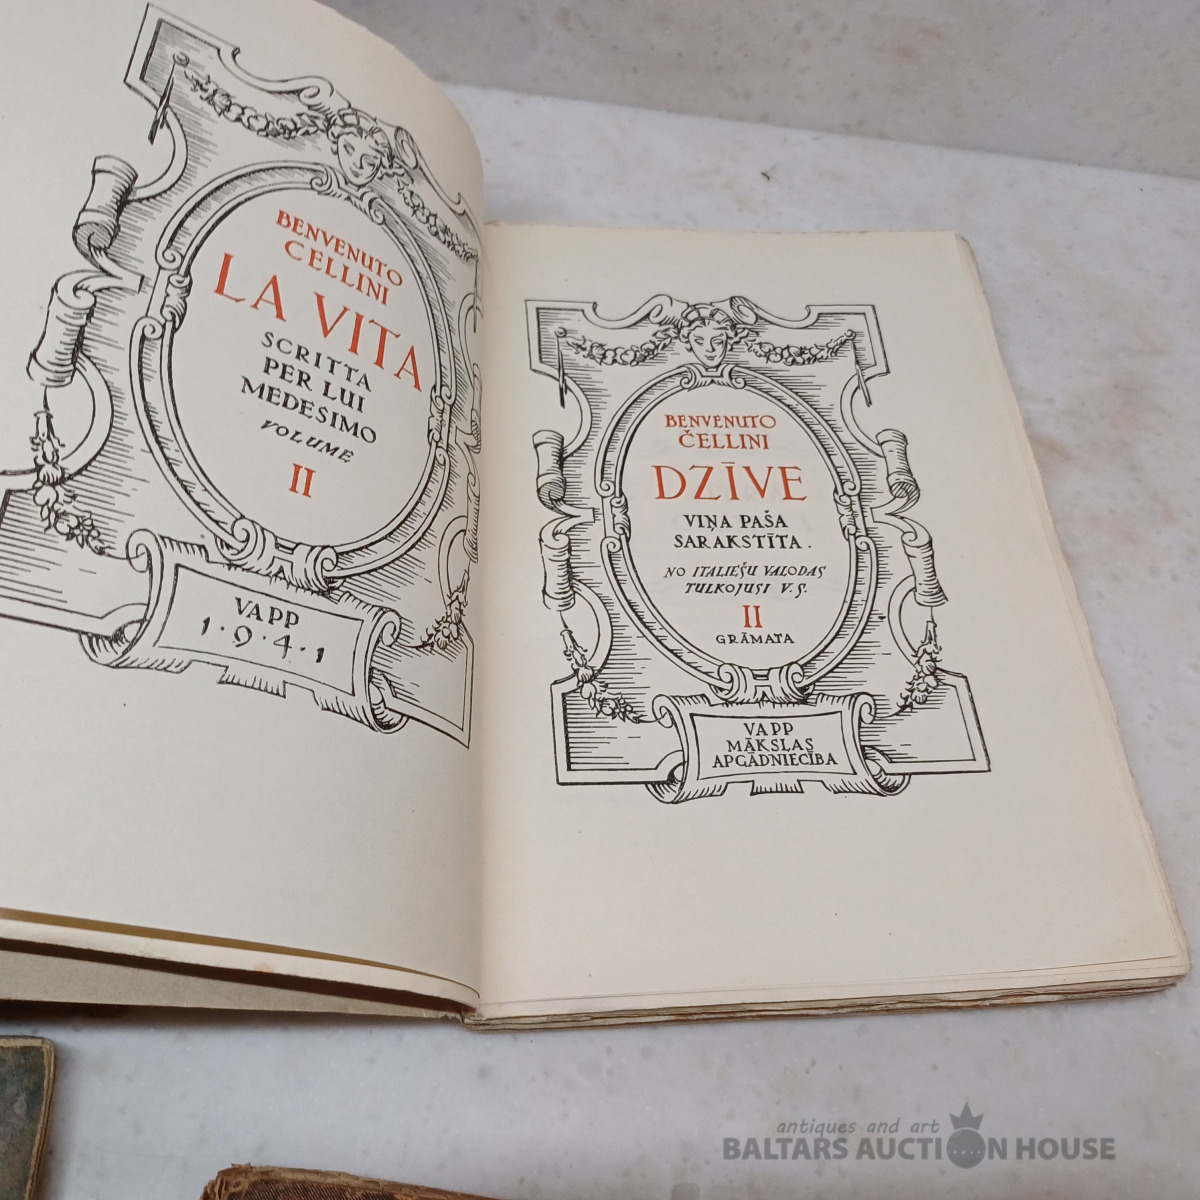 BENVENUTO
CELLINI
LA VITA
SCRITTA
PER LUI
MEDESIMO
VOLUME
II
VAPP
1·9·4·1
BENVENUTO
ČELLINI
DZĪVE
VIŅA PAŠA
SARAKSTĪTA.
NO ITALIEŠU VALODAS
TULKOJUSI V. S.
II
GRĀMATA
VAPP
MĀKSLAS
APGĀDNIECĪBA
antiques and art
BALTARS AUCTION HOUSE